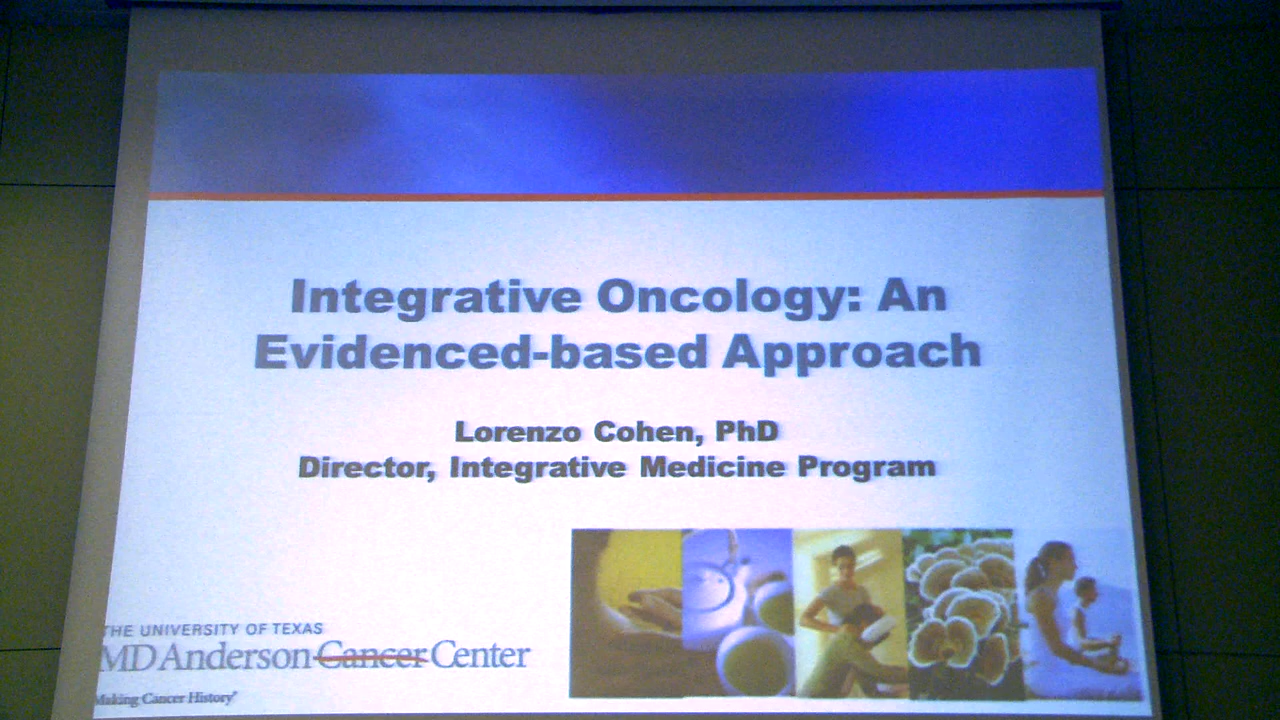 Integrative Oncology: An
Evidenced-based Approach
Lorenzo Cohen, PhD
Director, Integrative Medicine Program
THE UNIVERSITY OF TEXAS
MD Anderson Cancer Center
Making Cancer History®